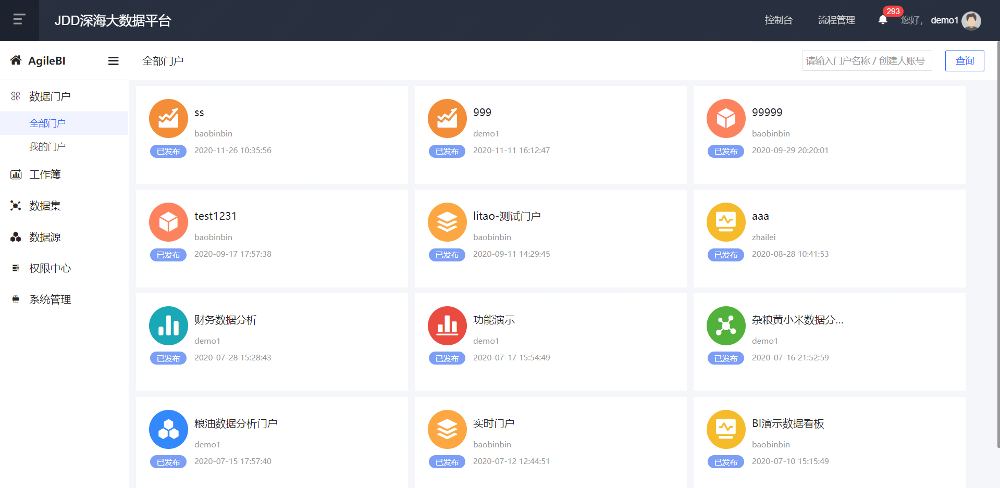 JDD深海大数据平台
控制台
流程管理
293
您好，
demo1
AgileBI
全部门户
请输入门户名称 / 创建人账号
查询
数据门户
全部门户
我的门户
工作簿
数据集
数据源
权限中心
系统管理
ss
baobinbin
已发布
2020-11-26 10:35:56
999
demo1
已发布
2020-11-11 16:12:47
99999
baobinbin
已发布
2020-09-29 20:20:01
test1231
baobinbin
已发布
2020-09-17 17:57:38
litao-测试门户
baobinbin
已发布
2020-09-11 14:29:45
aaa
zhailei
已发布
2020-08-28 10:41:53
财务数据分析
demo1
已发布
2020-07-28 15:28:43
功能演示
demo1
已发布
2020-07-17 15:54:49
杂粮黄小米数据分...
demo1
已发布
2020-07-16 21:52:59
粮油数据分析门户
demo1
已发布
2020-07-15 17:57:40
实时门户
baobinbin
已发布
2020-07-12 12:44:51
BI演示数据看板
baobinbin
已发布
2020-07-10 15:15:49